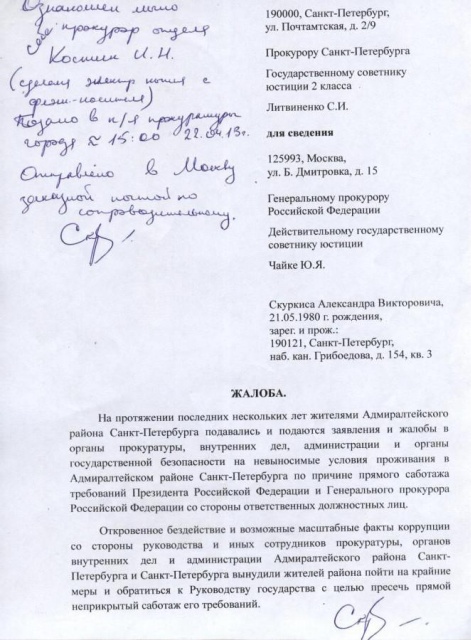 Ознакомлен мною
прокурор отдела
Костин И.Н.
(сделана электр копия с
флэш-носителя)
Подано в п/я прокуратуры
города ≈ 15:00 22.04.13г.
Отправлено в Москву
заказной почтой по
сопроводительному.
190000, Санкт-Петербург,
ул. Почтамтская, д. 2/9
Прокурору Санкт-Петербурга
Государственному советнику
юстиции 2 класса
Литвиненко С.И.
для сведения
125993, Москва,
ул. Б. Дмитровка, д. 15
Генеральному прокурору
Российской Федерации
Действительному государственному
советнику юстиции
Чайке Ю.Я.
Скуркиса Александра Викторовича,
21.05.1980 г. рождения,
зарег. и прож.:
190121, Санкт-Петербург,
наб. кан. Грибоедова, д. 154, кв. 3
ЖАЛОБА.
На протяжении последних нескольких лет жителями Адмиралтейского
района Санкт-Петербурга подавались и подаются заявления и жалобы в
органы прокуратуры, внутренних дел, администрации и органы
государственной безопасности на невыносимые условия проживания в
Адмиралтейском районе Санкт-Петербурга по причине прямого саботажа
требований Президента Российской Федерации и Генерального прокурора
Российской Федерации со стороны ответственных должностных лиц.
Откровенное бездействие и возможные масштабные факты коррупции
со стороны руководства и иных сотрудников прокуратуры, органов
внутренних дел и администрации Адмиралтейского района Санкт-
Петербурга и Санкт-Петербурга вынудили жителей района пойти на крайние
меры и обратиться к Руководству государства с целью пресечь прямой
неприкрытый саботаж его требований.